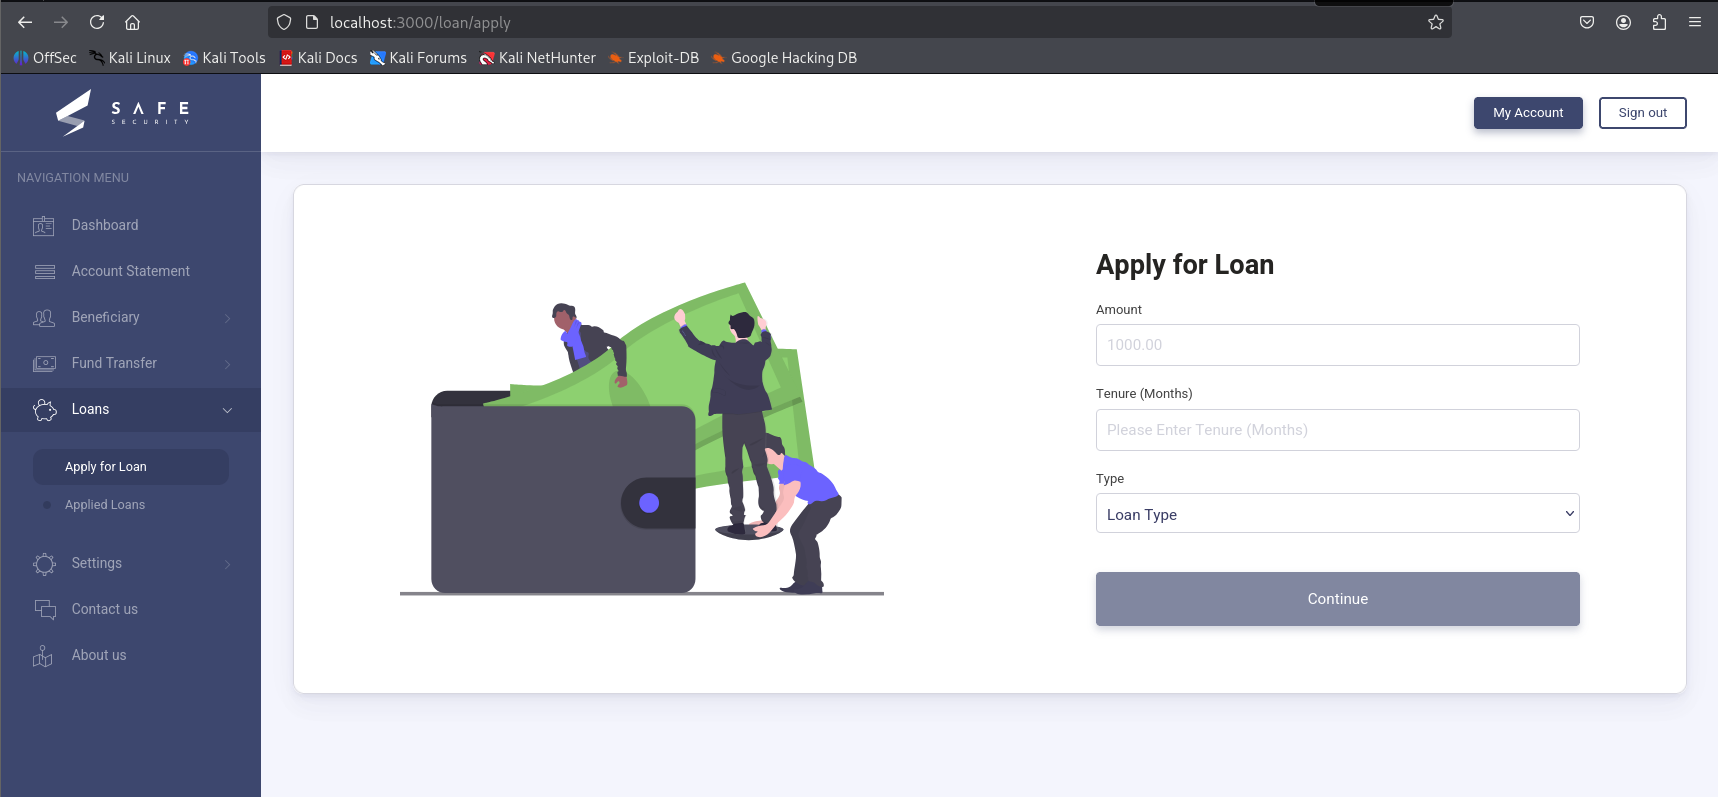 localhost:3000/loan/apply
OffSec Kali Linux Kali Tools Kali Docs Kali Forums Kali NetHunter Exploit-DB Google Hacking DB
SAFE
SECURITY
My Account Sign out
NAVIGATION MENU
Dashboard
Account Statement
Beneficiary
Fund Transfer
Loans
Apply for Loan
Applied Loans
Settings
Contact us
About us
Apply for Loan
Amount
1000.00
Tenure (Months)
Please Enter Tenure (Months)
Type
Loan Type
Continue